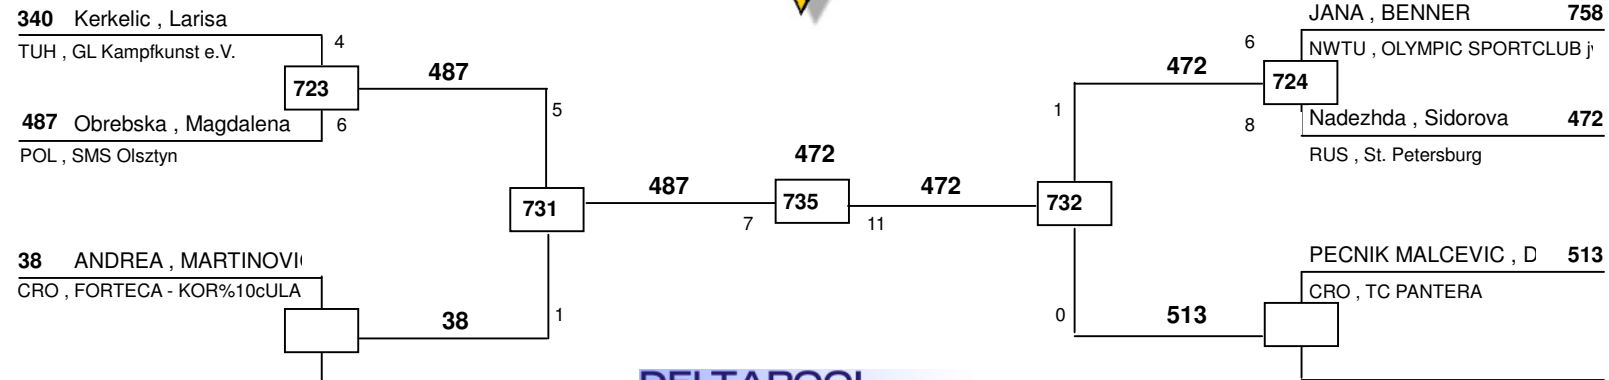 340 Kerkelic , Larisa
TUH , GL Kampfkunst e.V.
4
723
487
487 Obrebska , Magdalena
6
POL , SMS Olsztyn
5
731
487
7
38 ANDREA , MARTINOVI
CRO , FORTECA - KOR%10cULA
38
1
472
735
472
11
JANA , BENNER 758
6
NWTU , OLYMPIC SPORTCLUB
472
724
1
8
Nadezhda , Sidorova 472
RUS , St. Petersburg
732
PECNIK MALCEVIC , D 513
CRO , TC PANTERA
0
513
DELTAPOOL